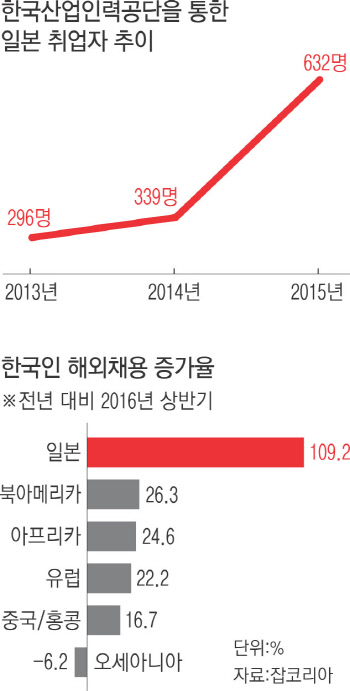 한국산업인력공단을 통한
일본 취업자 추이
632명
339명
296명
2013년 2014년 2015년
한국인 해외채용 증가율
※전년 대비 2016년 상반기
일본 109.2
북아메리카 26.3
아프리카 24.6
유럽 22.2
중국/홍콩 16.7
-6.2 오세아니아
단위:%
자료:잡코리아